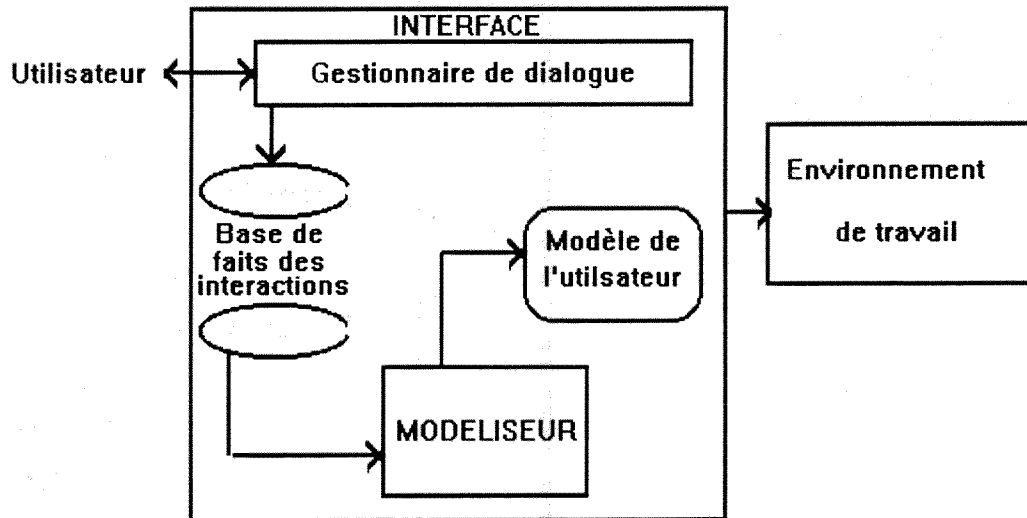 INTERFACE
Utilisateur
Gestionnaire de dialogue
Environnement
de travail
Base de
faits des
interactions
Modèle de
l'utilsateur
MODELISEUR